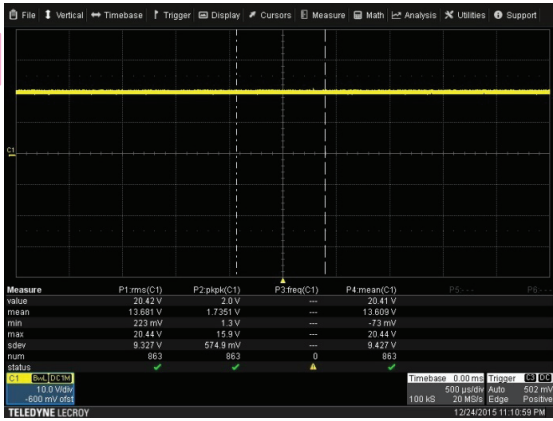 File Vertical Timebase Trigger Display Cursors Measure Math Analysis Utilities Support
C1
Measure P1:rms(C1) P2:pkpk(C1) P3:freq(C1) P4:mean(C1) P5:- - - P6:- - -
value 20.42 V 2.0 V --- 20.41 V
mean 13.681 V 1.7351 V --- 13.609 V
min 223 mV 1.3 V --- -73 mV
max 20.44 V 15.9 V --- 20.44 V
sdev 9.327 V 574.9 mV --- 9.427 V
num 863 863 0 863
status
C1 BwL DC1M Timebase 0.00 ms Trigger C3 DC
10.0 V/div 500 µs/div Auto 502 mV
-600 mV ofst 100 kS 20 MS/s Edge Positive
TELEDYNE LECROY 12/24/2015 11:10:59 PM